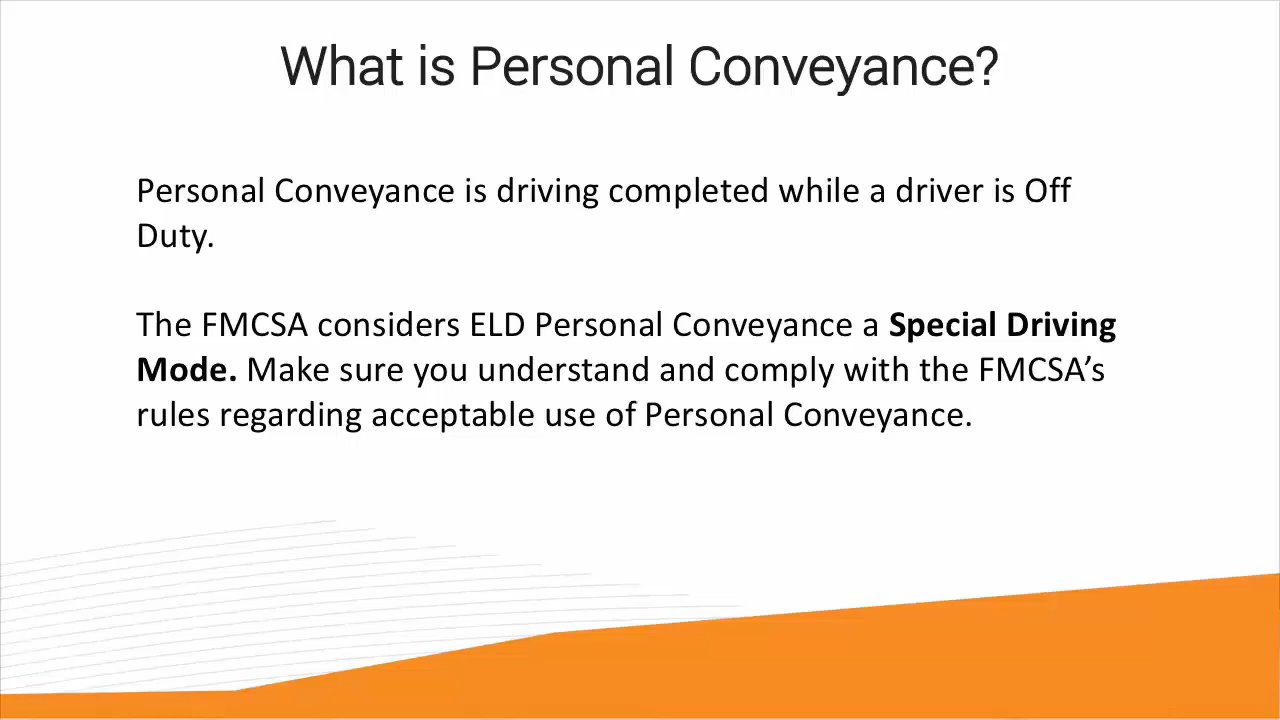 What is Personal Conveyance?
Personal Conveyance is driving completed while a driver is Off
Duty.
The FMCSA considers ELD Personal Conveyance a Special Driving
Mode. Make sure you understand and comply with the FMCSA’s
rules regarding acceptable use of Personal Conveyance.